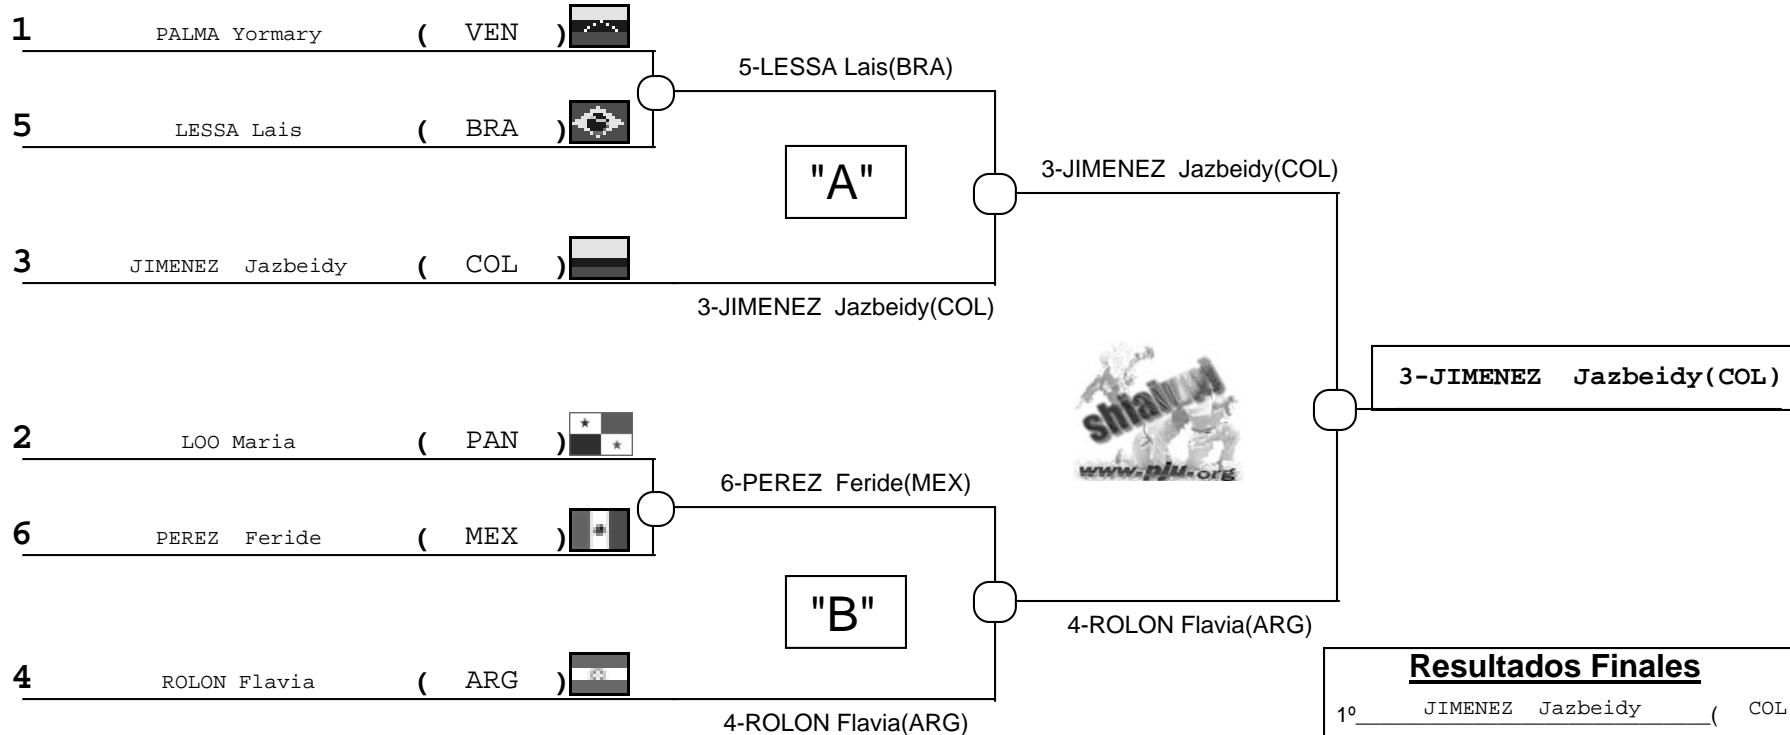 1 PALMA Yormary ( VEN )
5-LESSA Lais(BRA)
5 LESSA Lais ( BRA )
"A"
3-JIMENEZ Jazbeidy(COL)
3 JIMENEZ Jazbeidy ( COL )
3-JIMENEZ Jazbeidy(COL)
3-JIMENEZ Jazbeidy(COL)
2 LOO Maria ( PAN )
www.pju.org
6-PEREZ Feride(MEX)
6 PEREZ Feride ( MEX )
"B"
4-ROLON Flavia(ARG)
4 ROLON Flavia ( ARG )
4-ROLON Flavia(ARG)
Resultados Finales
1º JIMENEZ Jazbeidy ( COL